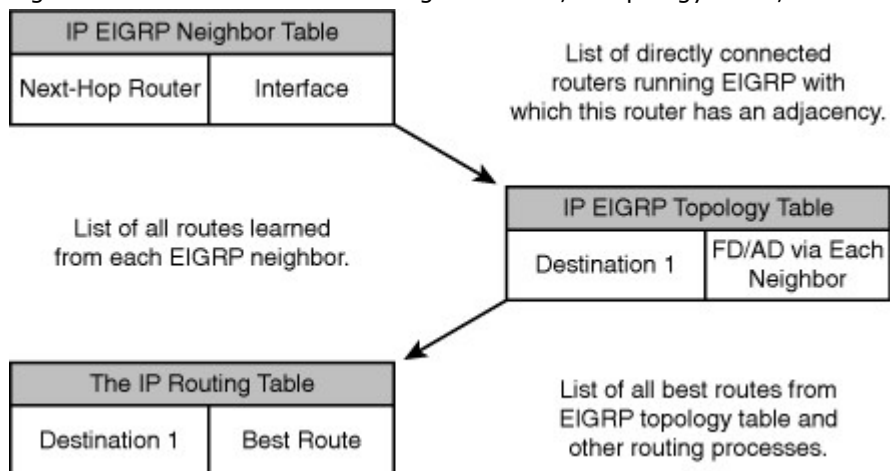 IP EIGRP Neighbor Table
Next-Hop Router
Interface
List of directly connected
routers running EIGRP with
which this router has an adjacency.
List of all routes learned
from each EIGRP neighbor.
IP EIGRP Topology Table
Destination 1
FD/AD via Each
Neighbor
The IP Routing Table
Destination 1
Best Route
List of all best routes from
EIGRP topology table and
other routing processes.